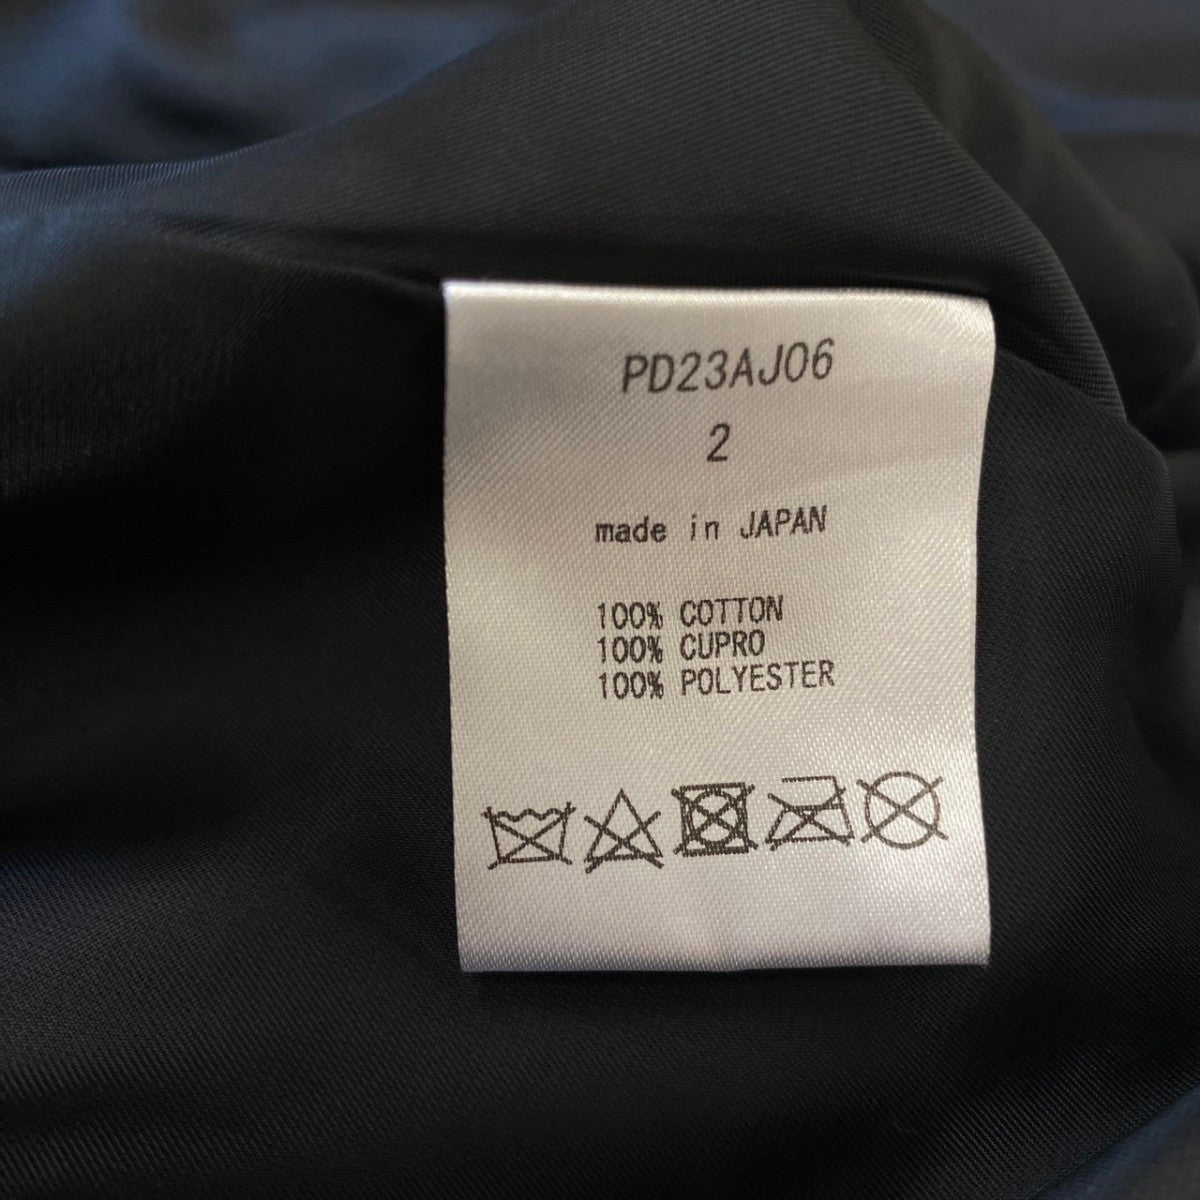 PD23AJ06
2
made in JAPAN
100% COTTON
100% CUPRO
100% POLYESTER